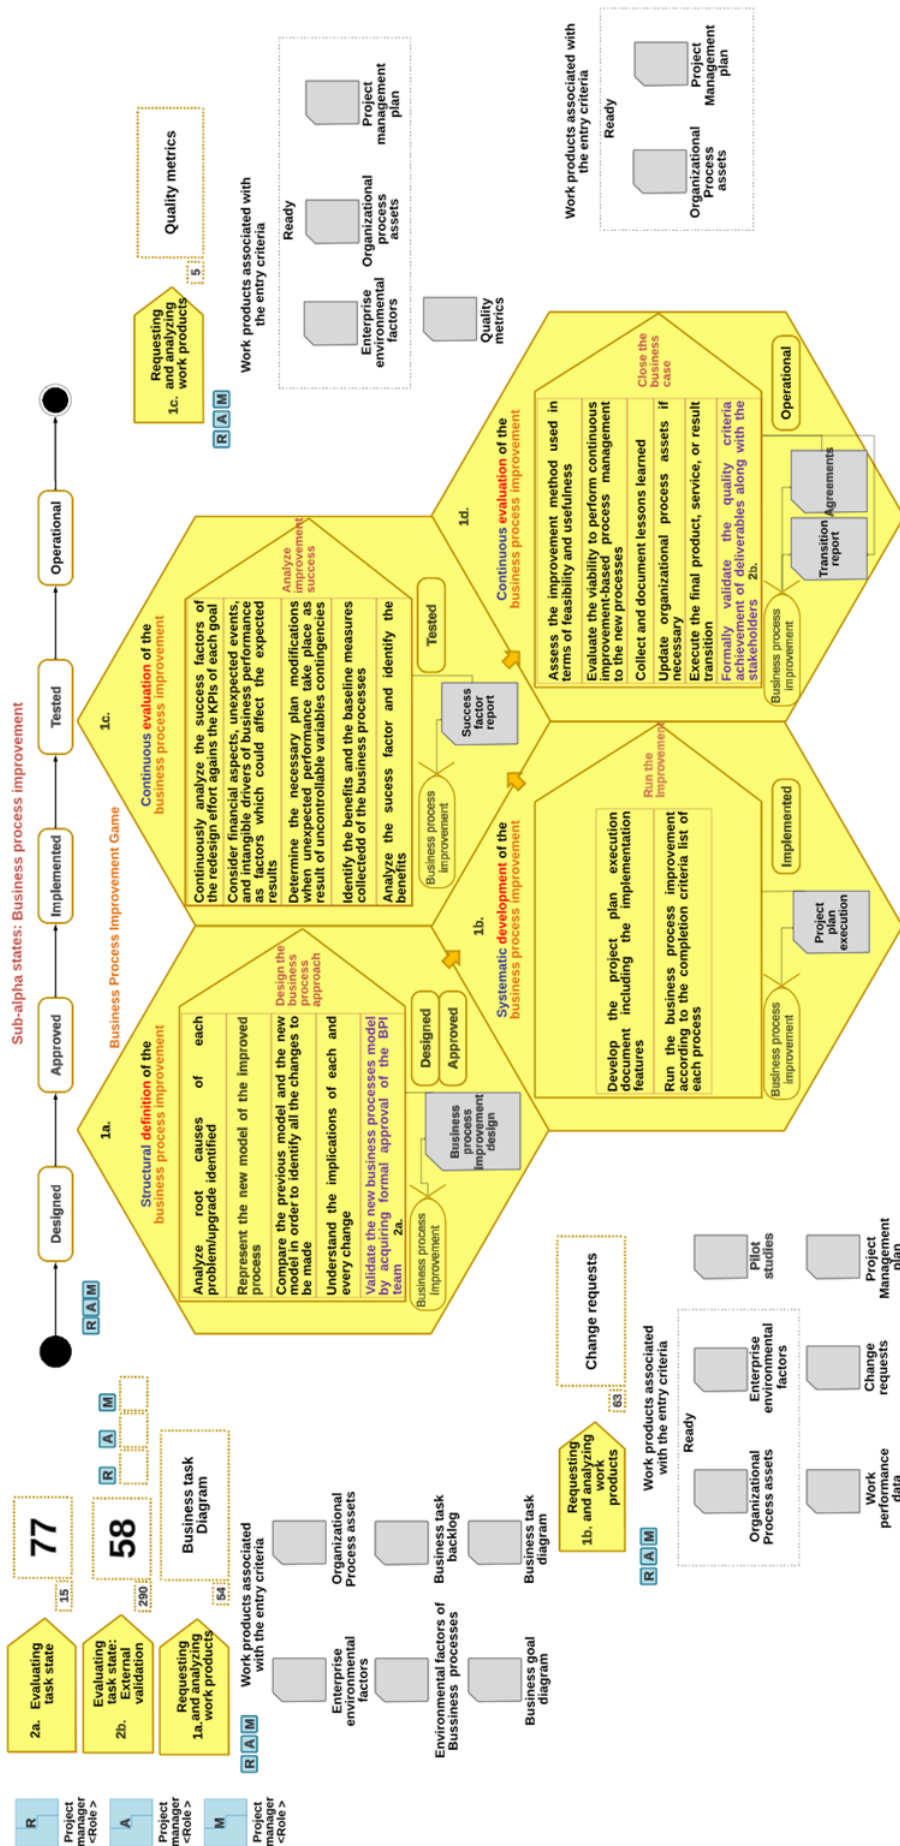 Sub-alpha states: Business process improvement
Designed
Approved
Implemented
Tested
Operational
Business Process Improvement Game
R
Project
manager
<Role >
A
Project
manager
<Role >
M
Project
manager
<Role >
2a. Evaluating
task state
15
77
2b. Evaluating
task state:
External
validation
290
58
R
A
M
Requesting
1a. and analyzing
work products
54
Business task
Diagram
R A M
Work products associated
with the entry criteria
Enterprise
environmental
factors
Organizational
Process assets
Environmental factors of
Bussiness processes
Business task
backlog
Business goal
diagram
Business task
diagram
R A M
1a.
Structural definition of the
business process improvement
Analyze root causes of each
problem/upgrade identified
Represent the new model of the improved
process
Compare the previous model and the new
model in order to identify all the changes to
be made
Understand the implications of each and
every change
Validate the new business processes model
by acquiring formal approval of the BPI
team
2a.
Design the
business
process
approach
Designed
Approved
Business process
improvement
Business
process
Improvement
design
1c.
Continuous evaluation of the
business process improvement
Continuously analyze the success factors of
the redesign effort against the KPIs of each goal
Consider financial aspects, unexpected events,
and intangible drivers of business performance
as factors which could affect the expected
results
Determine the necessary plan modifications
when unexpected performance take place as
result of uncontrollable variables contingencies
Identify the benefits and the baseline measures
collectedd of the business processes
Analyze the sucess factor and identify the
benefits
Analyze
improvement
success
Tested
Business process
improvement
Success
factor
report
Requesting
and analyzing
1c. work products
5
Quality metrics
R A M
Work products associated with
the entry criteria
Ready
Enterprise
environmental
factors
Organizational
process
assets
Project
management
plan
Quality
metrics
1b.
Systematic development of the
business process improvement
Develop the project plan execution
document including the implementation
features
Run the business process improvement
according to the completion criteria list of
each process
Run the
Improvement
Implemented
Business process
improvement
Project
plan
execution
1d.
Continuous evaluation of the
business process improvement
Assess the improvement method used in
terms of feasibility and usefulness
Evaluate the viability to perform continuous
improvement-based process management
to the new processes
Collect and document lessons learned
Update organizational process assets if
necessary
Execute the final product, service, or result
transition
Formally validate the quality criteria
achievement of deliverables along with the
stakeholders
2b.
Close the
business
case
Operational
Business process
improvement
Transition
report
Agreements
Work products associated with
the entry criteria
Ready
Organizational
Process
assets
Project
Management
plan
Requesting
1b. and analyzing
work
products
63
Change requests
R A M
Work products associated
with the entry criteria
Ready
Organizational
Process assets
Enterprise
environmental
factors
Pilot
studies
Work
performance
data
Change
requests
Project
Management
plan